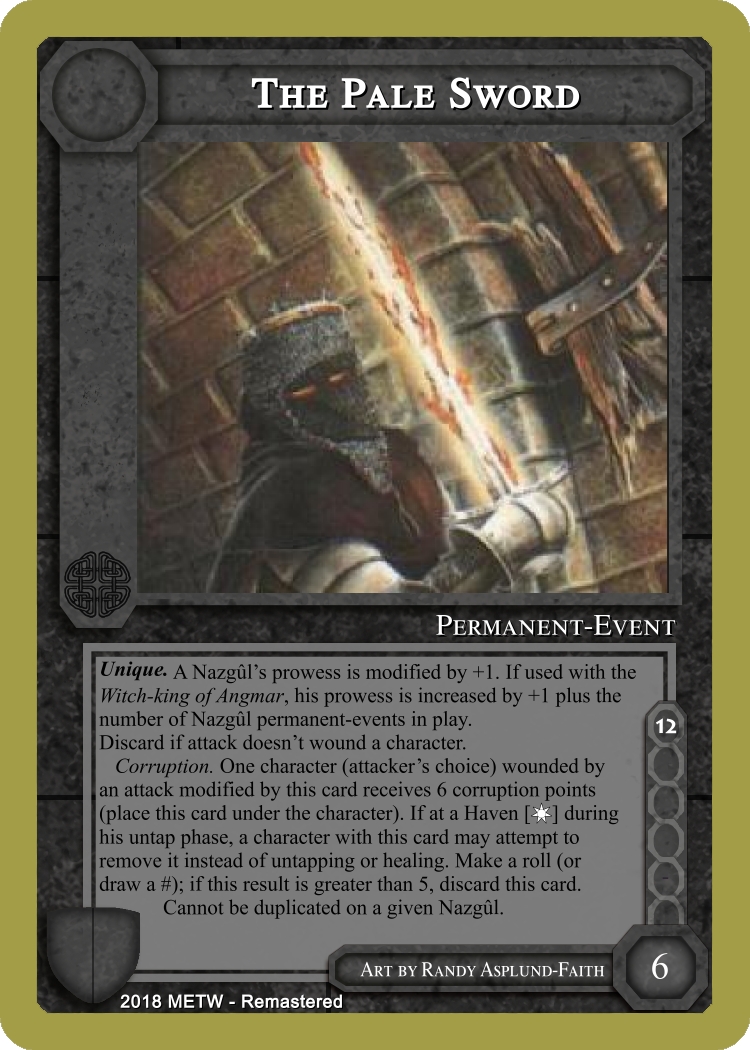 The Pale Sword
Permanent-Event
Unique. A Nazgûl's prowess is modified by +1. If used with the
Witch-king of Angmar, his prowess is increased by +1 plus the
number of Nazgûl permanent-events in play.
Discard if attack doesn't wound a character.
Corruption. One character (attacker's choice) wounded by
an attack modified by this card receives 6 corruption points
(place this card under the character). If at a Haven [ ] during
his untap phase, a character with this card may attempt to
remove it instead of untapping or healing. Make a roll (or
draw a #); if this result is greater than 5, discard this card.
Cannot be duplicated on a given Nazgûl.
12
Art by Randy Asplund-Faith
6
2018 METW - Remastered